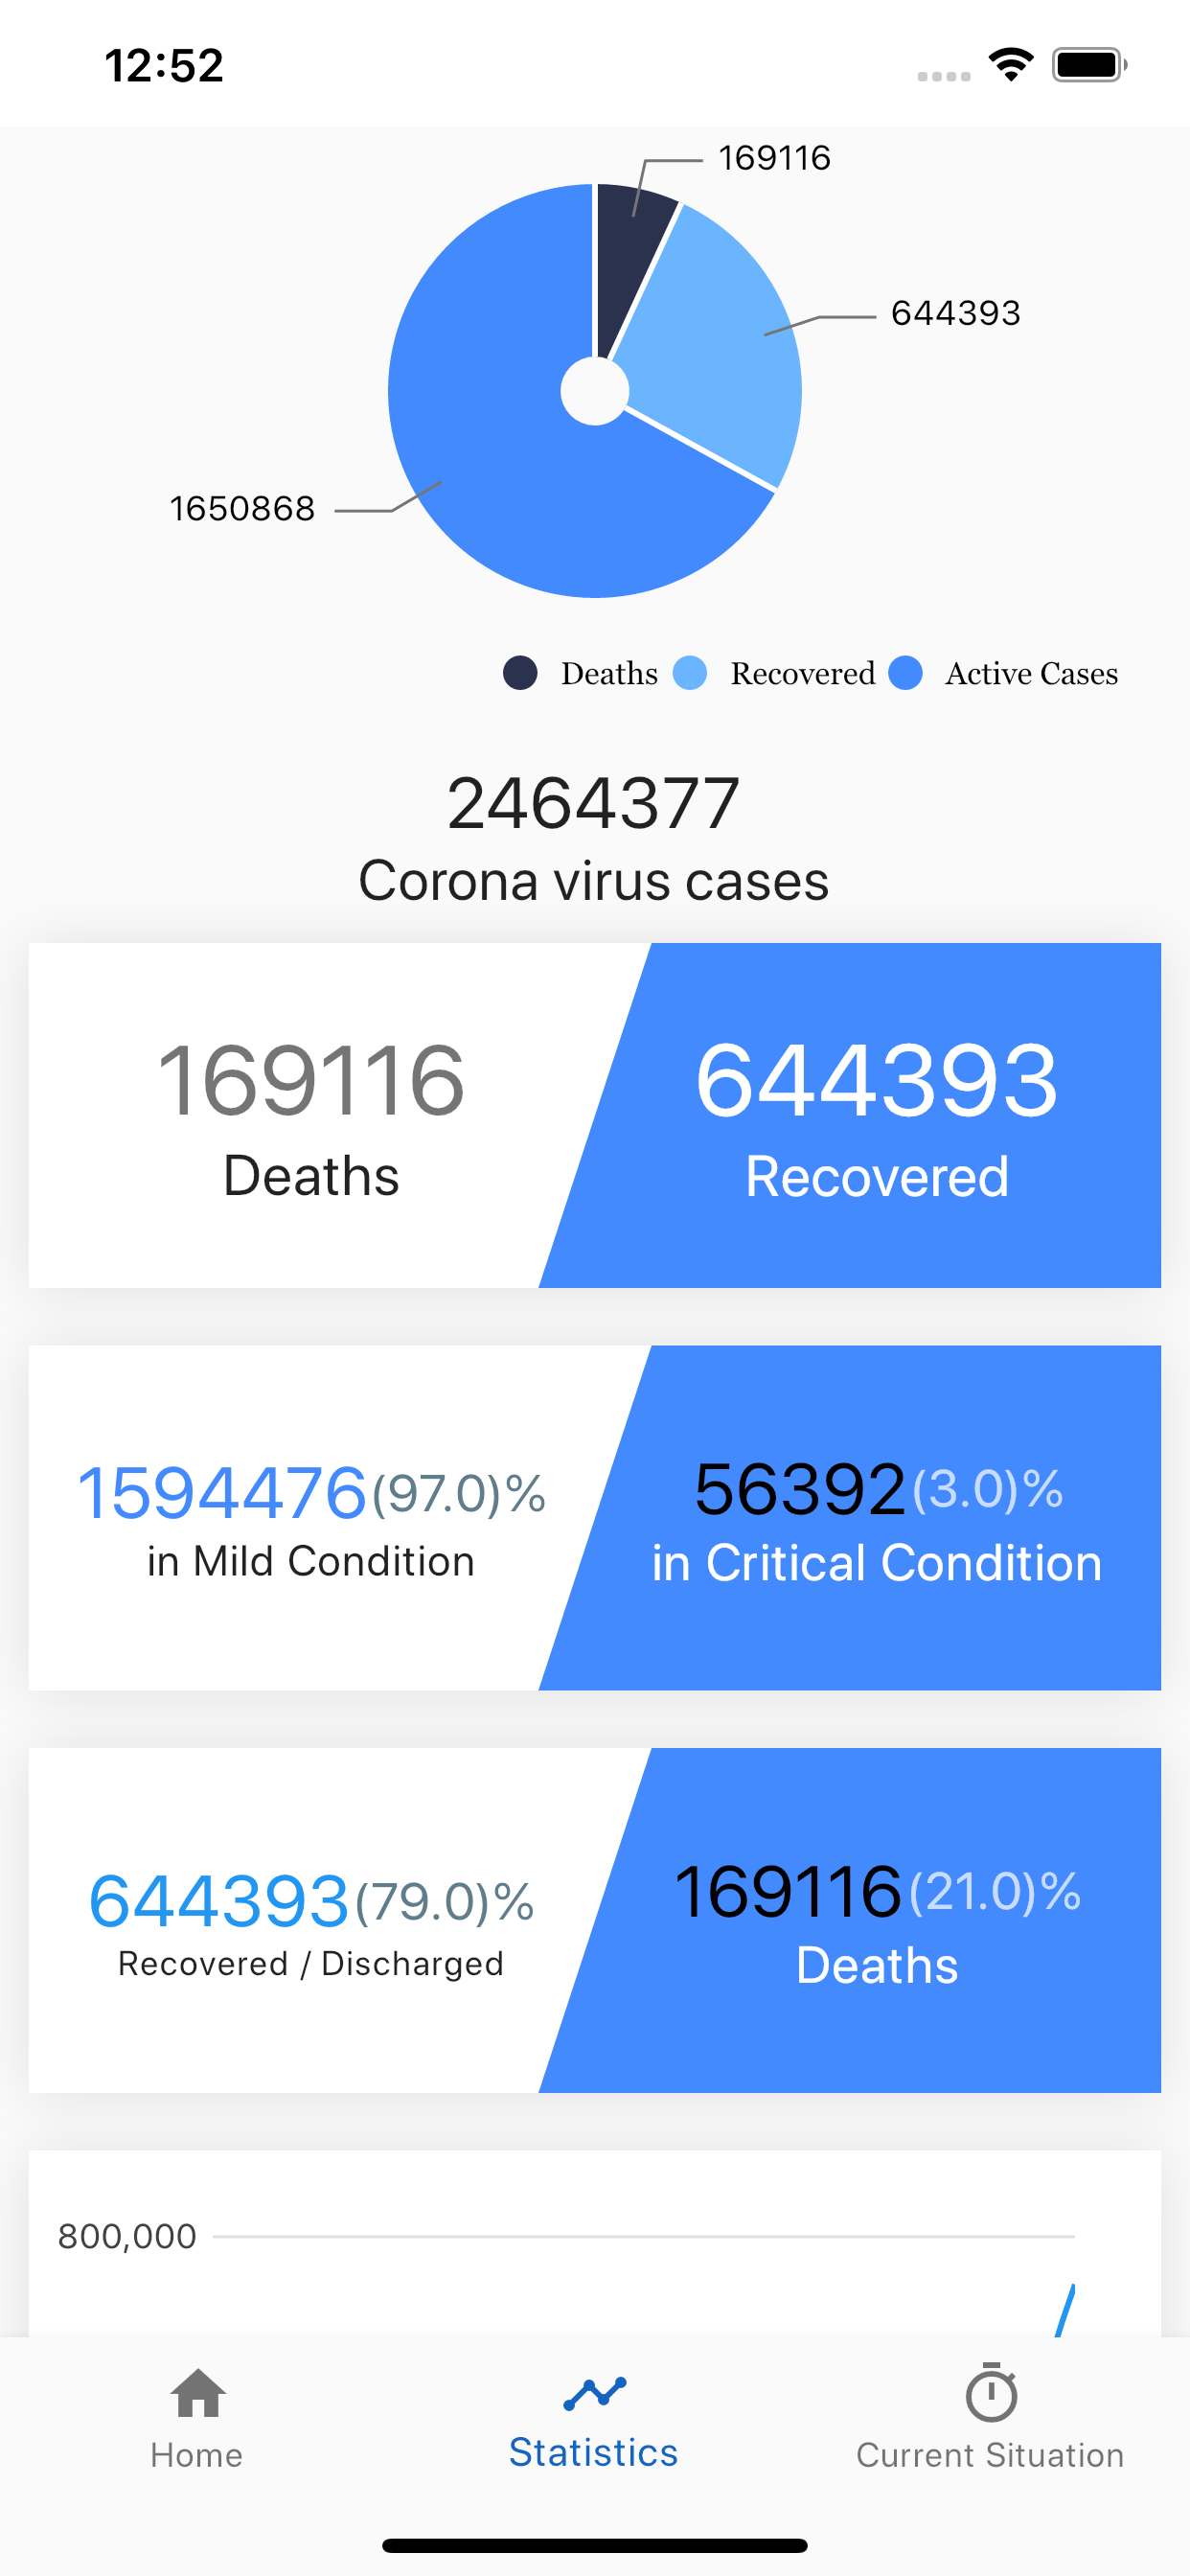 12:52
169116
644393
1650868
Deaths Recovered Active Cases
2464377
Corona virus cases
169116
Deaths
644393
Recovered
1594476(97.0)%
in Mild Condition
56392(3.0)%
in Critical Condition
644393(79.0)%
Recovered / Discharged
169116(21.0)%
Deaths
800,000
Home
Statistics
Current Situation